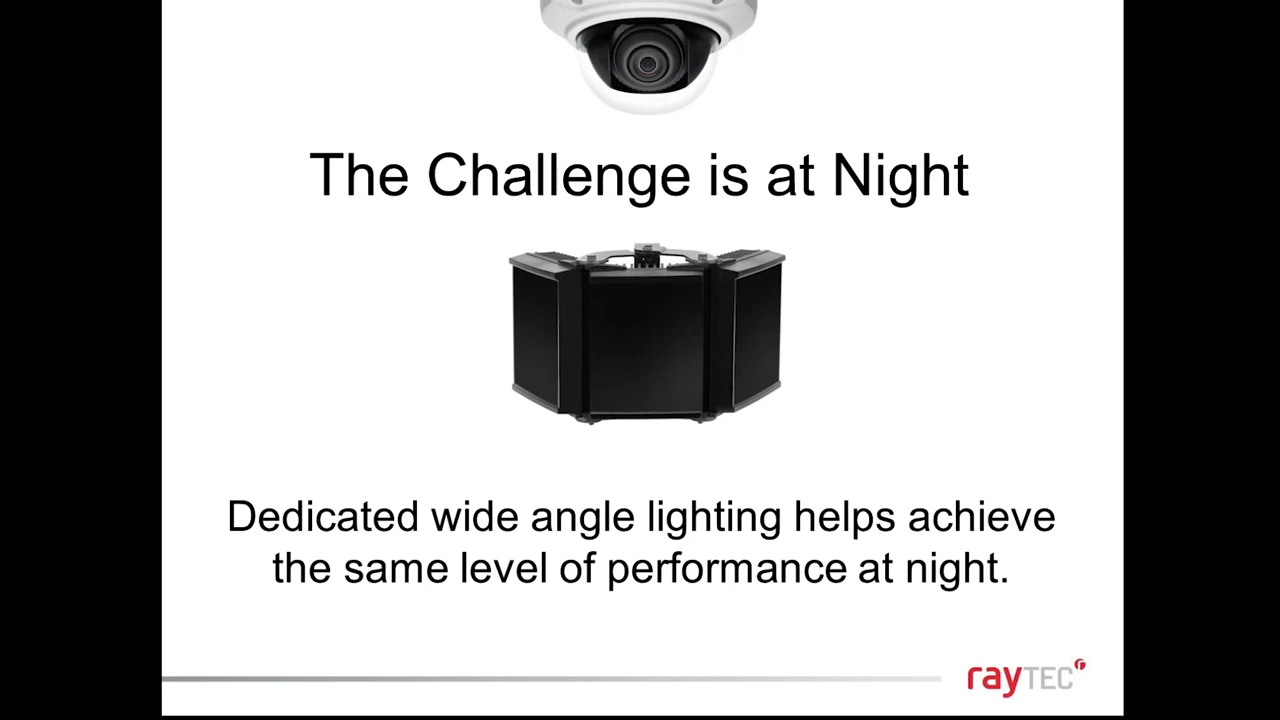 The Challenge is at Night
Dedicated wide angle lighting helps achieve
the same level of performance at night.
rayTEC